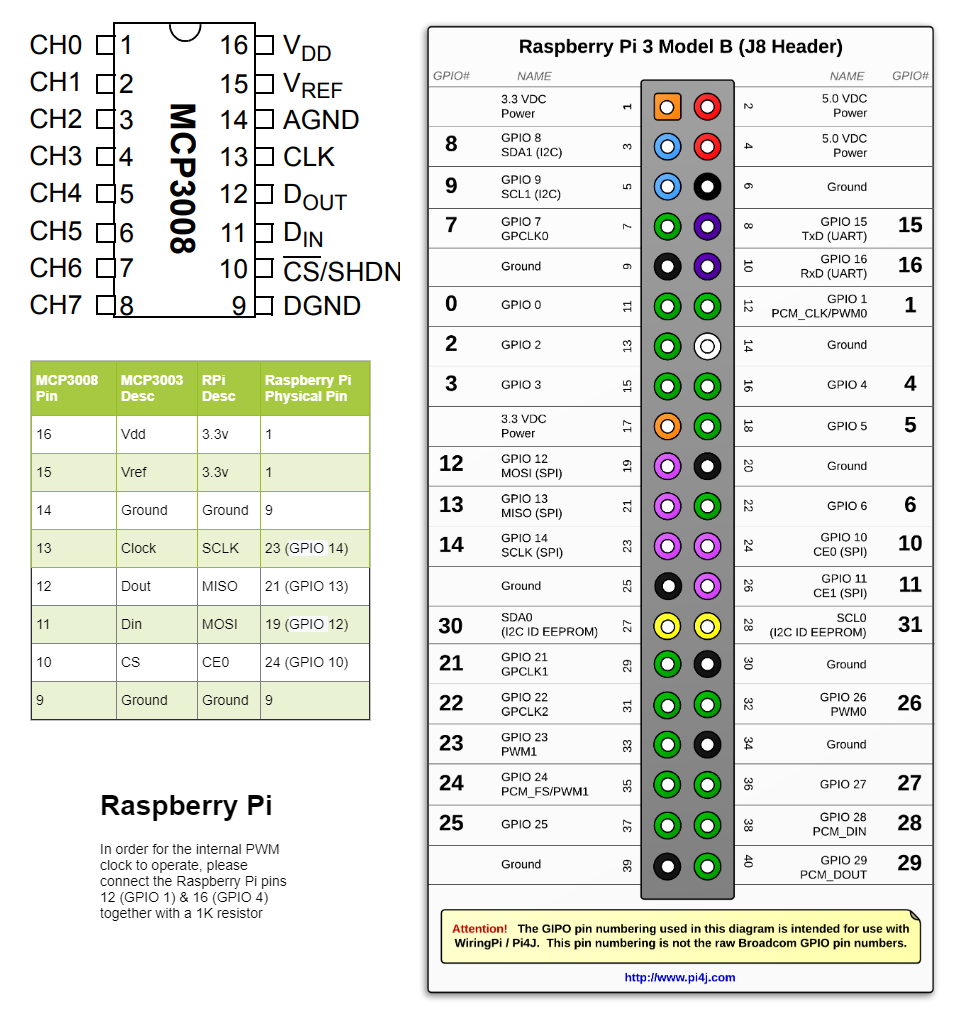 CH0 1 16 VDD
CH1 2 15 VREF
CH2 3 14 AGND
CH3 4 13 CLK
CH4 5 12 DOUT
CH5 6 11 DIN
CH6 7 10 CS/SHDN
CH7 8 9 DGND
MCP3008
MCP3008 Pin MCP3003 Desc RPi Desc Raspberry Pi Physical Pin
16 Vdd 3.3v 1
15 Vref 3.3v 1
14 Ground Ground 9
13 Clock SCLK 23 (GPIO 14)
12 Dout MISO 21 (GPIO 13)
11 Din MOSI 19 (GPIO 12)
10 CS CE0 24 (GPIO 10)
9 Ground Ground 9
Raspberry Pi
In order for the internal PWM
clock to operate, please
connect the Raspberry Pi pins
12 (GPIO 1) & 16 (GPIO 4)
together with a 1K resistor
Raspberry Pi 3 Model B (J8 Header)
GPIO# NAME NAME GPIO#
3.3 VDC Power 1 2 5.0 VDC Power
8 GPIO 8 SDA1 (I2C) 3 4 5.0 VDC Power
9 GPIO 9 SCL1 (I2C) 5 6 Ground
7 GPIO 7 GPCLK0 7 8 GPIO 15 TxD (UART) 15
Ground 9 10 GPIO 16 RxD (UART) 16
0 GPIO 0 11 12 GPIO 1 PCM_CLK/PWM0 1
2 GPIO 2 13 14 Ground
3 GPIO 3 15 16 GPIO 4 4
3.3 VDC Power 17 18 GPIO 5 5
12 GPIO 12 MOSI (SPI) 19 20 Ground
13 GPIO 13 MISO (SPI) 21 22 GPIO 6 6
14 GPIO 14 SCLK (SPI) 23 24 GPIO 10 CE0 (SPI) 10
Ground 25 26 GPIO 11 CE1 (SPI) 11
30 SDA0 (I2C ID EEPROM) 27 28 SCL0 (I2C ID EEPROM) 31
21 GPIO 21 GPCLK1 29 30 Ground
22 GPIO 22 GPCLK2 31 32 GPIO 26 PWM0 26
23 GPIO 23 PWM1 33 34 Ground
24 GPIO 24 PCM_FS/PWM1 35 36 GPIO 27 27
25 GPIO 25 37 38 GPIO 28 PCM_DIN 28
Ground 39 40 GPIO 29 PCM_DOUT 29
Attention! The GIPO pin numbering used in this diagram is intended for use with
WiringPi / Pi4J. This pin numbering is not the raw Broadcom GPIO pin numbers.
http://www.pi4j.com